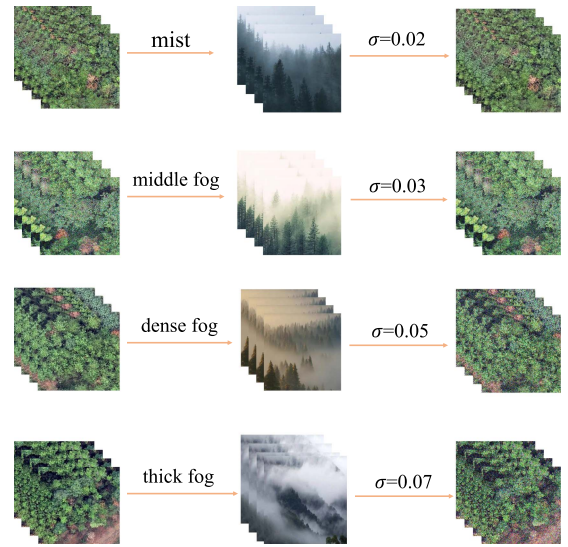 mist
σ=0.02
middle fog
σ=0.03
dense fog
σ=0.05
thick fog
σ=0.07